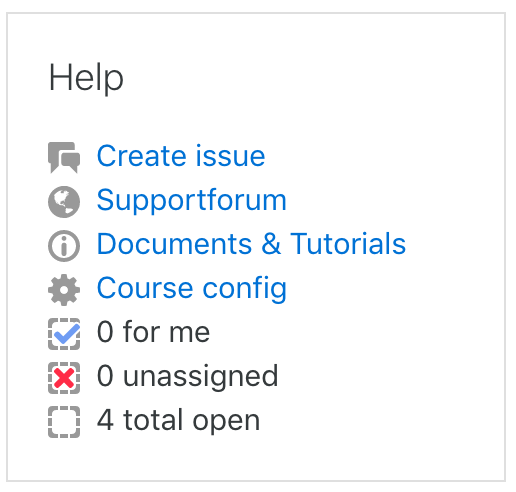 Help
Create issue
Supportforum
Documents & Tutorials
Course config
0 for me
0 unassigned
4 total open